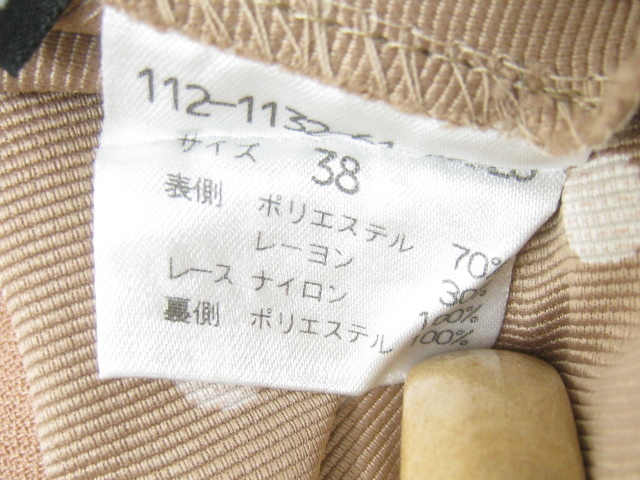 112-1132-
サイズ 38
表側 ポリエステル 70%
レーヨン 30%
レース ナイロン 100%
裏側 ポリエステル 100%